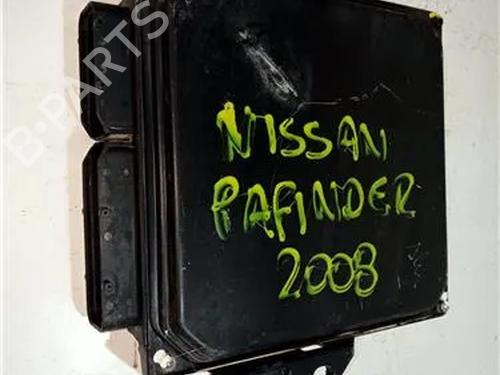 B-PARTS
NISSAN
PAFINDER
2008